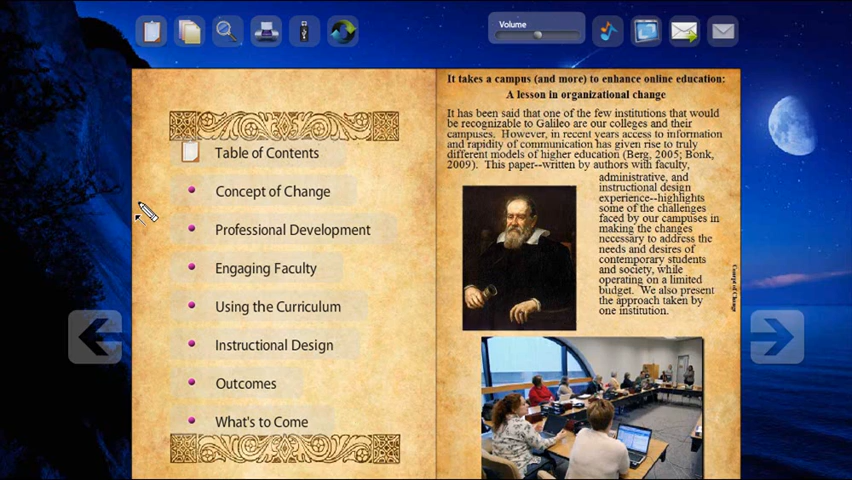 Volume
Table of Contents
Concept of Change
Professional Development
Engaging Faculty
Using the Curriculum
Instructional Design
Outcomes
What's to Come
It takes a campus (and more) to enhance online education:
A lesson in organizational change
It has been said that one of the few institutions that would
be recognizable to Galileo are our colleges and their
campuses. However, in recent years access to information
and rapidity of communication has given rise to truly
different models of higher education (Berg, 2005; Bonk,
2009). This paper--written by authors with faculty,
administrative, and
instructional design
experience--highlights
some of the challenges
faced by our campuses in
making the changes
necessary to address the
needs and desires of
contemporary students
and society, while
operating on a limited
budget. We also present
the approach taken by
one institution.
Concept of Change